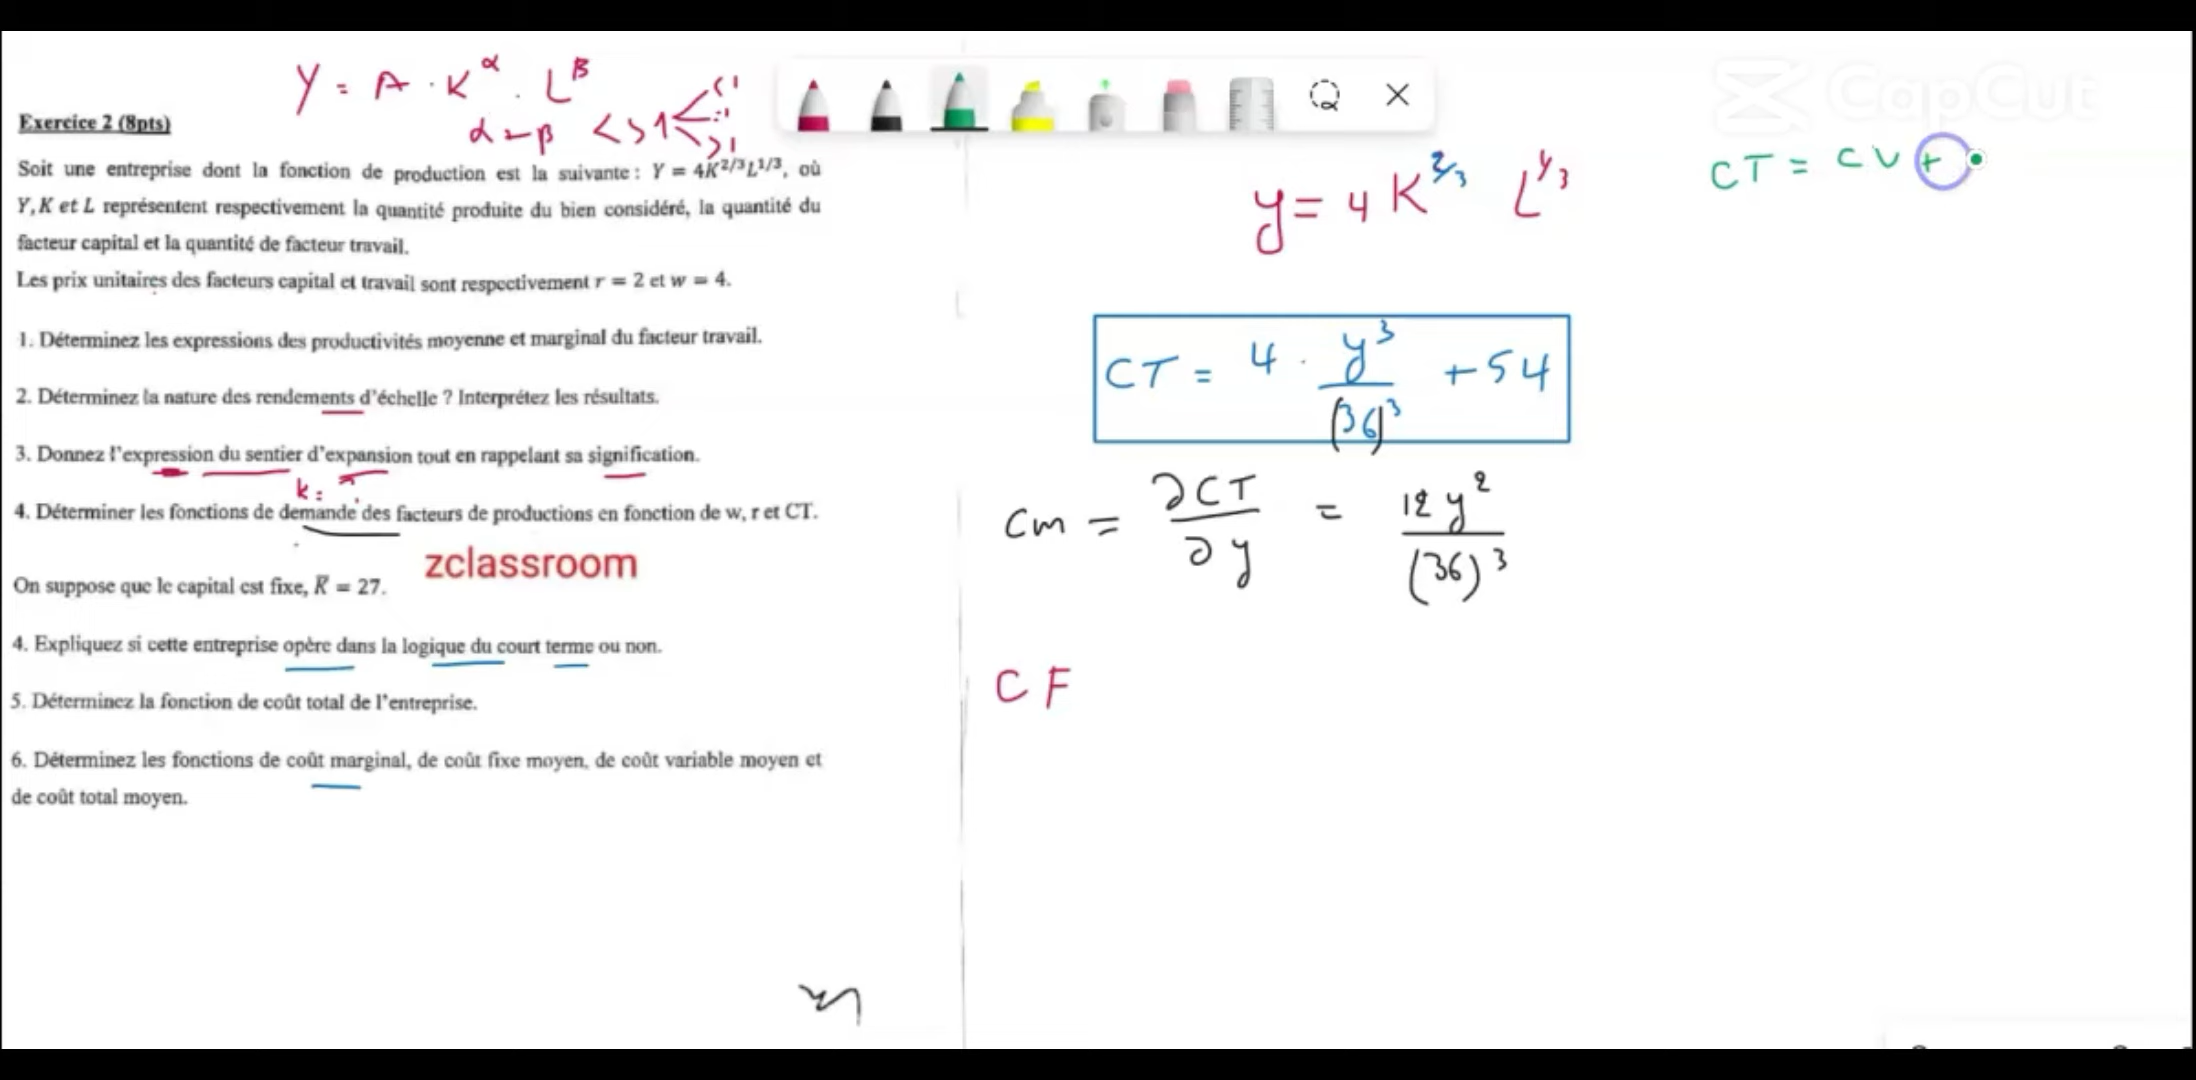 Y = A . K^α . L^β
α - β < > 1 < 1
= 1
> 1
Exercice 2 (8pts)
Soit une entreprise dont la fonction de production est la suivante : Y = 4K^{2/3}L^{1/3}, où
Y, K et L représentent respectivement la quantité produite du bien considéré, la quantité du
facteur capital et la quantité de facteur travail.
Les prix unitaires des facteurs capital et travail sont respectivement r = 2 et w = 4.
1. Déterminez les expressions des productivités moyenne et marginal du facteur travail.
2. Déterminez la nature des rendements d'échelle ? Interprétez les résultats.
3. Donnez l'expression du sentier d'expansion tout en rappelant sa signification.
k =
4. Déterminer les fonctions de demande des facteurs de productions en fonction de w, r et CT.
zclassroom
On suppose que le capital est fixe, K̅ = 27.
4. Expliquez si cette entreprise opère dans la logique du court terme ou non.
5. Déterminez la fonction de coût total de l'entreprise.
6. Déterminez les fonctions de coût marginal, de coût fixe moyen, de coût variable moyen et
de coût total moyen.
CapCut
CT = CV +
y = 4 K^{2/3} L^{1/3}
CT = 4 . y³/(36)³ + 54
Cm = ∂CT/∂y = 12y²/(36)³
CF